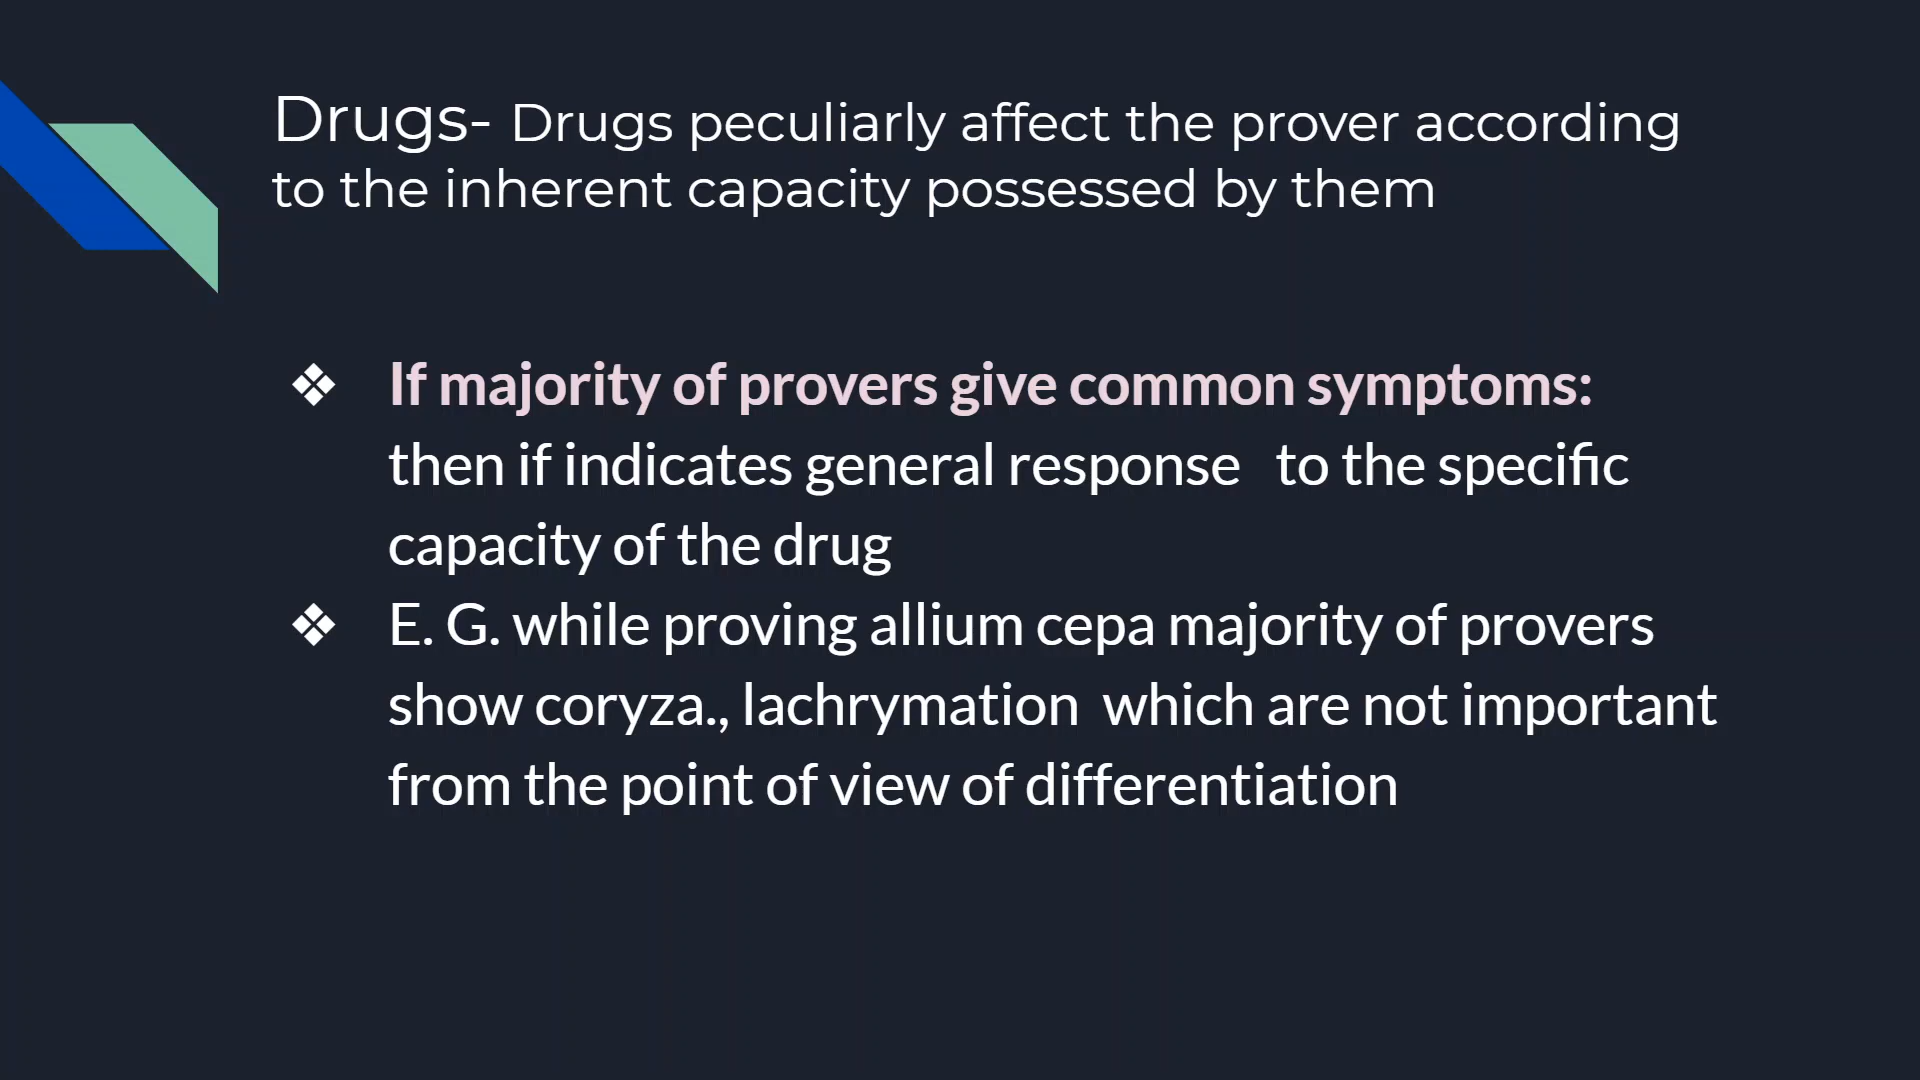 Drugs- Drugs peculiarly affect the prover according
to the inherent capacity possessed by them
❖ If majority of provers give common symptoms:
then if indicates general response to the specific
capacity of the drug
❖ E. G. while proving allium cepa majority of provers
show coryza., lachrymation which are not important
from the point of view of differentiation